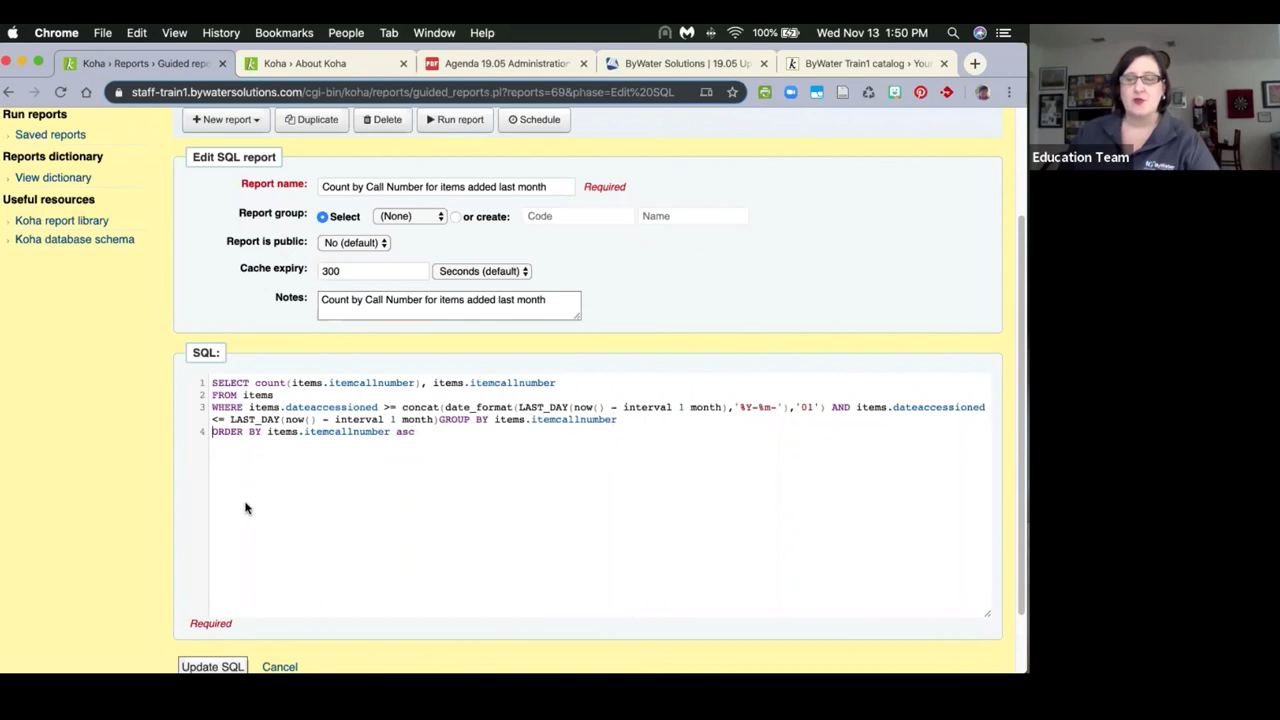 Chrome File Edit View History Bookmarks People Tab Window Help 100% Wed Nov 13 1:50 PM
Koha › Reports › Guided repo Koha › About Koha Agenda 19.05 Administration ByWater Solutions | 19.05 Up ByWater Train1 catalog › Your
staff-train1.bywatersolutions.com/cgi-bin/koha/reports/guided_reports.pl?reports=69&phase=Edit%20SQL
Run reports
Saved reports
Reports dictionary
View dictionary
Useful resources
Koha report library
Koha database schema
New report Duplicate Delete Run report Schedule
Edit SQL report
Report name: Count by Call Number for items added last month Required
Report group: Select (None) or create: Code Name
Report is public: No (default)
Cache expiry: 300 Seconds (default)
Notes: Count by Call Number for items added last month
SQL:
1 SELECT count(items.itemcallnumber), items.itemcallnumber
2 FROM items
3 WHERE items.dateaccessioned >= concat(date_format(LAST_DAY(now() - interval 1 month),'%Y-%m-'),'01') AND items.dateaccessioned
<= LAST_DAY(now() - interval 1 month)GROUP BY items.itemcallnumber
4 ORDER BY items.itemcallnumber asc
Required
Update SQL Cancel
Education Team
ByWater